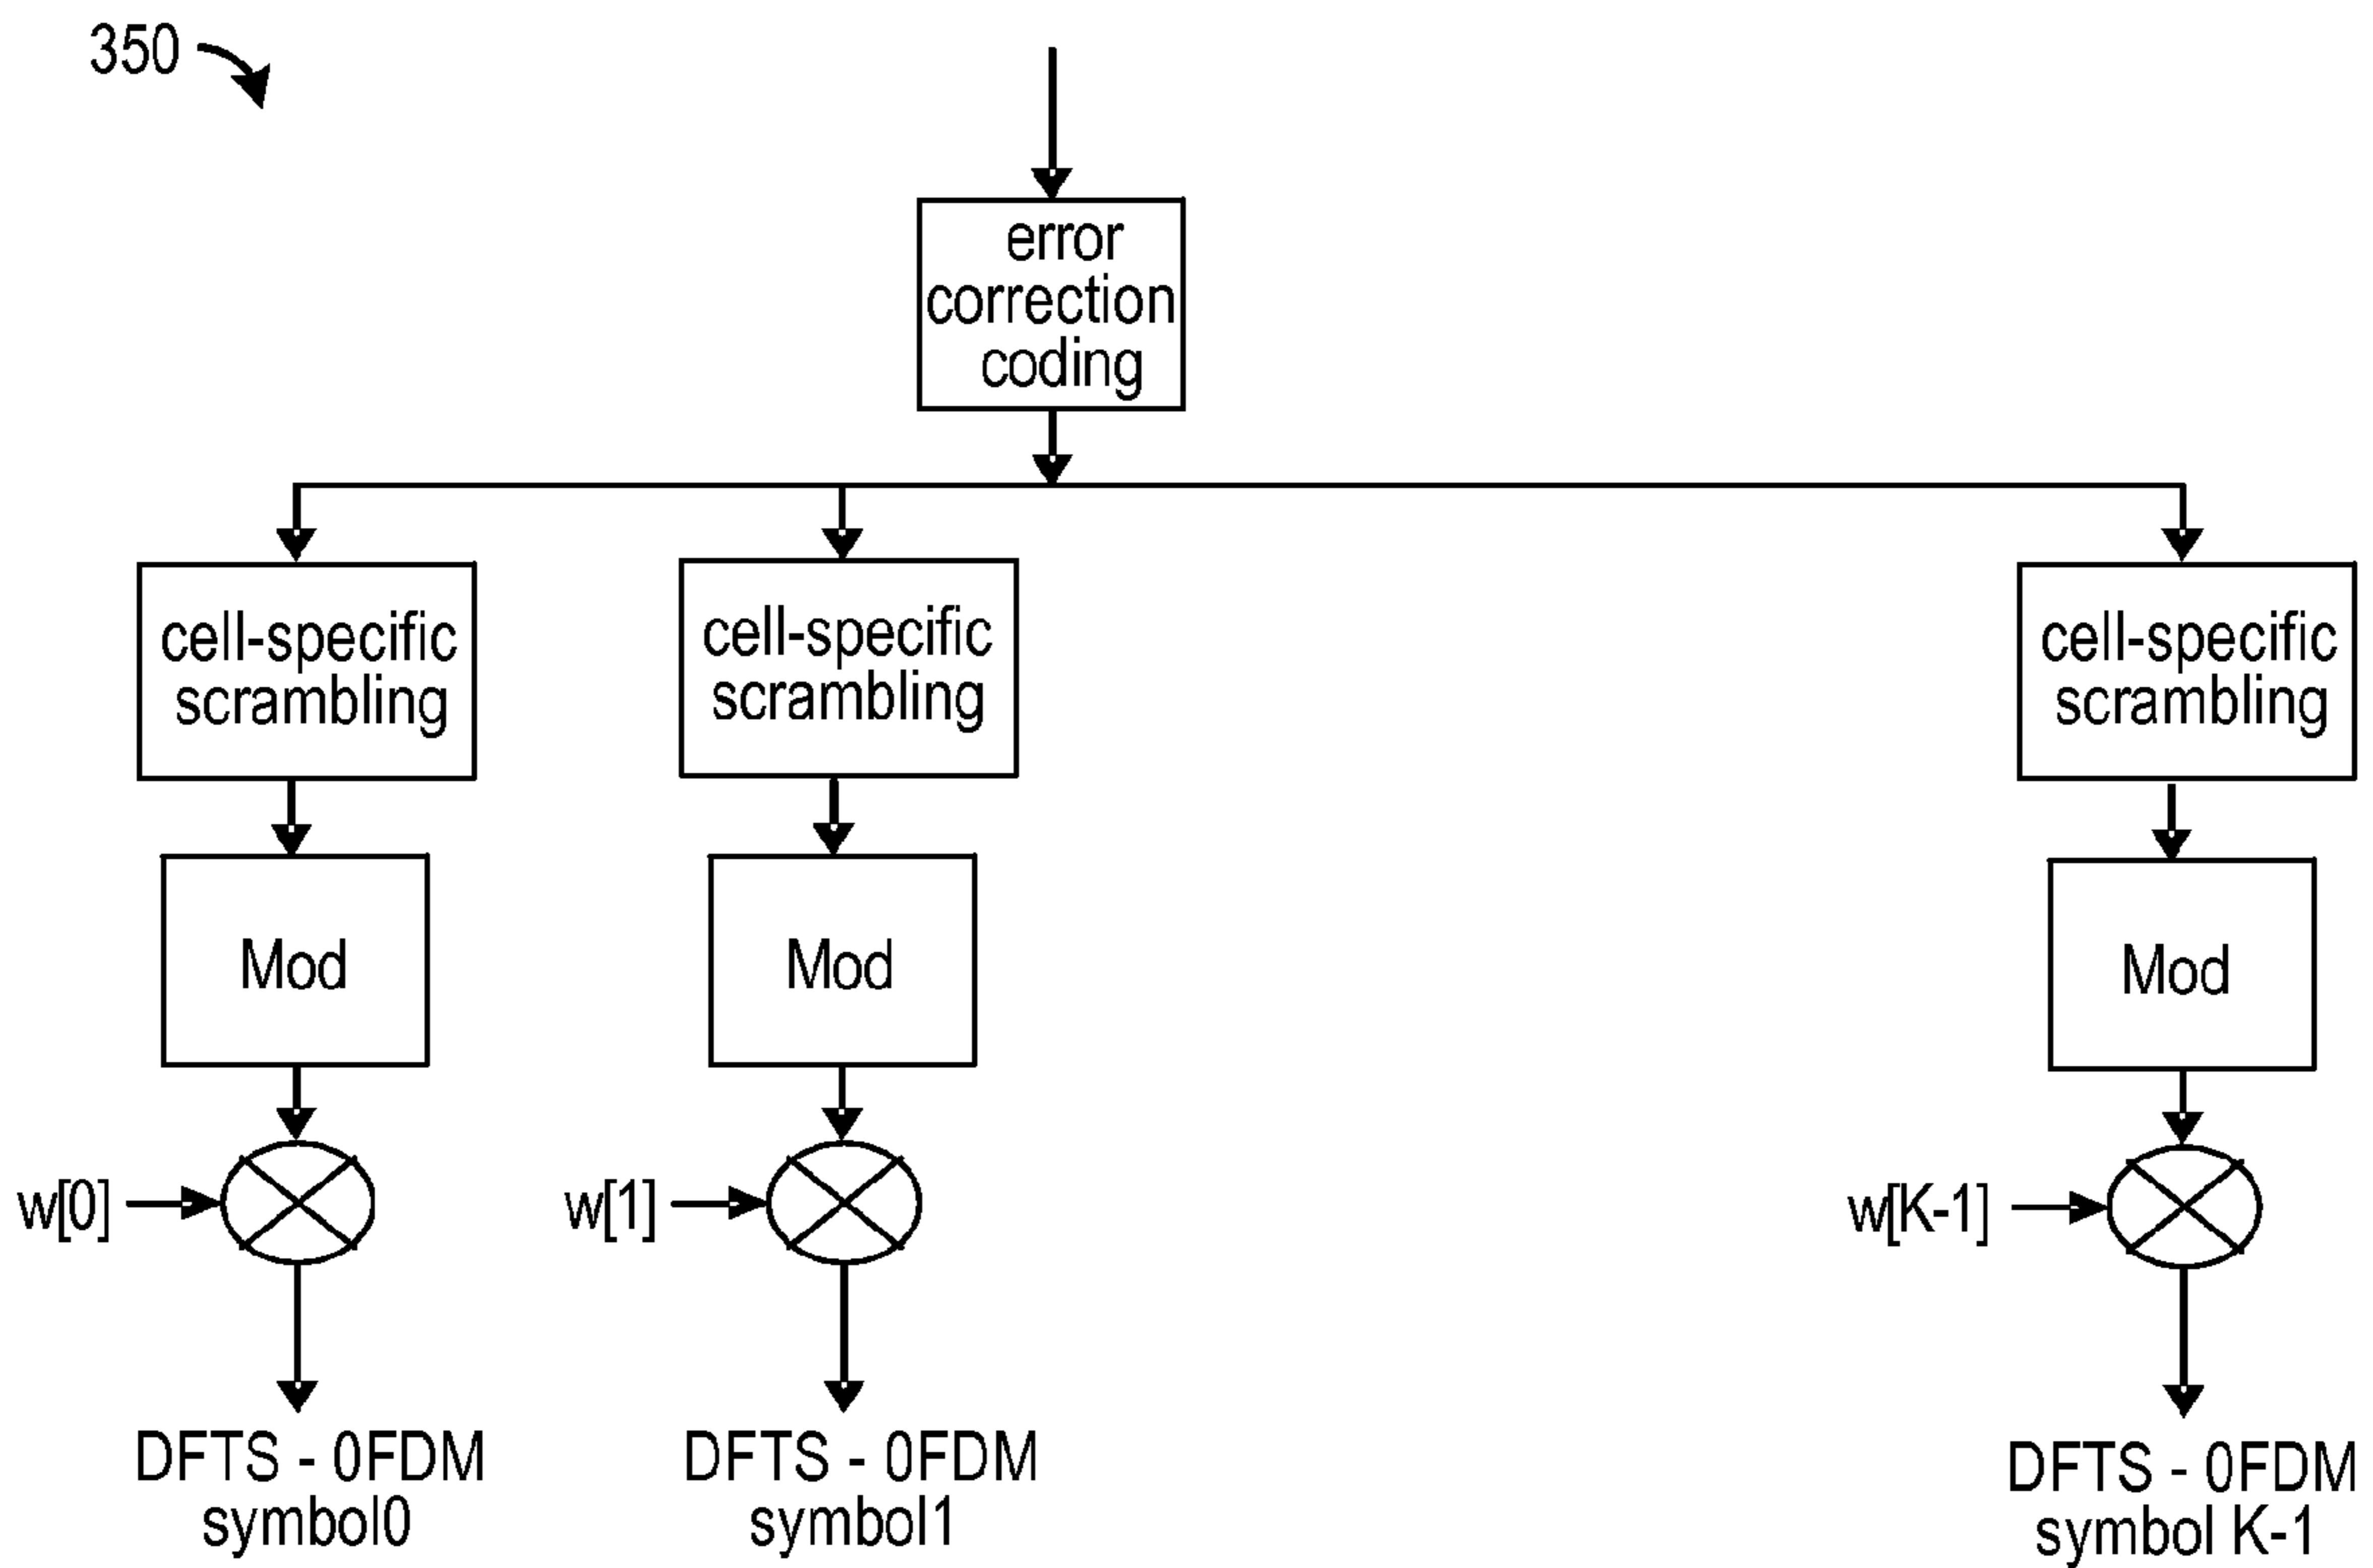 350
error
correction
coding
cell-specific
scrambling
cell-specific
scrambling
cell-specific
scrambling
Mod
Mod
Mod
w[0]
w[1]
w[K-1]
DFTS - 0FDM
symbol0
DFTS - 0FDM
symbol1
DFTS - 0FDM
symbol K-1